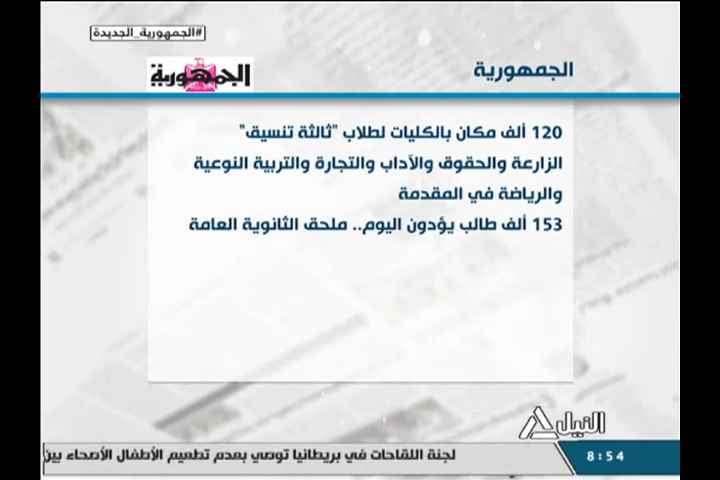 #الجمهورية_الجديدة
الجمهورية
الجمهورية
120 ألف مكان بالكليات لطلاب "ثالثة تنسيق"
الزارعة والحقوق والآداب والتجارة والتربية النوعية
والرياضة في المقدمة
153 ألف طالب يؤدون اليوم.. ملحق الثانوية العامة
النيل
لجنة اللقاحات في بريطانيا توصي بعدم تطعيم الأطفال الأصحاء بين
8:54